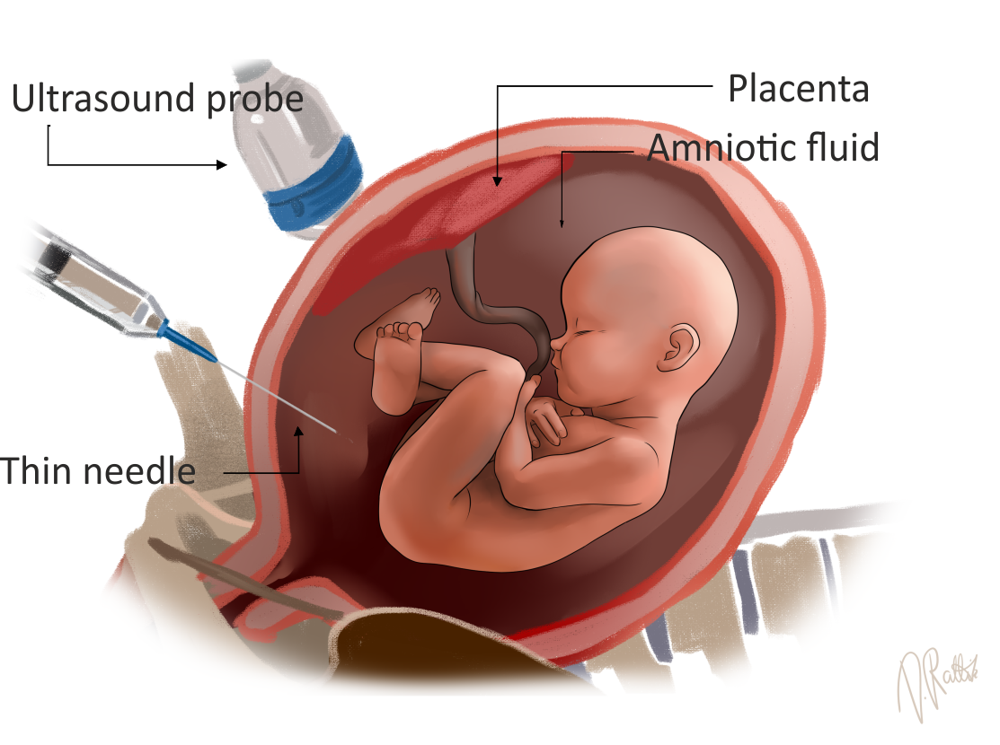 Ultrasound probe
Placenta
Amniotic fluid
Thin needle